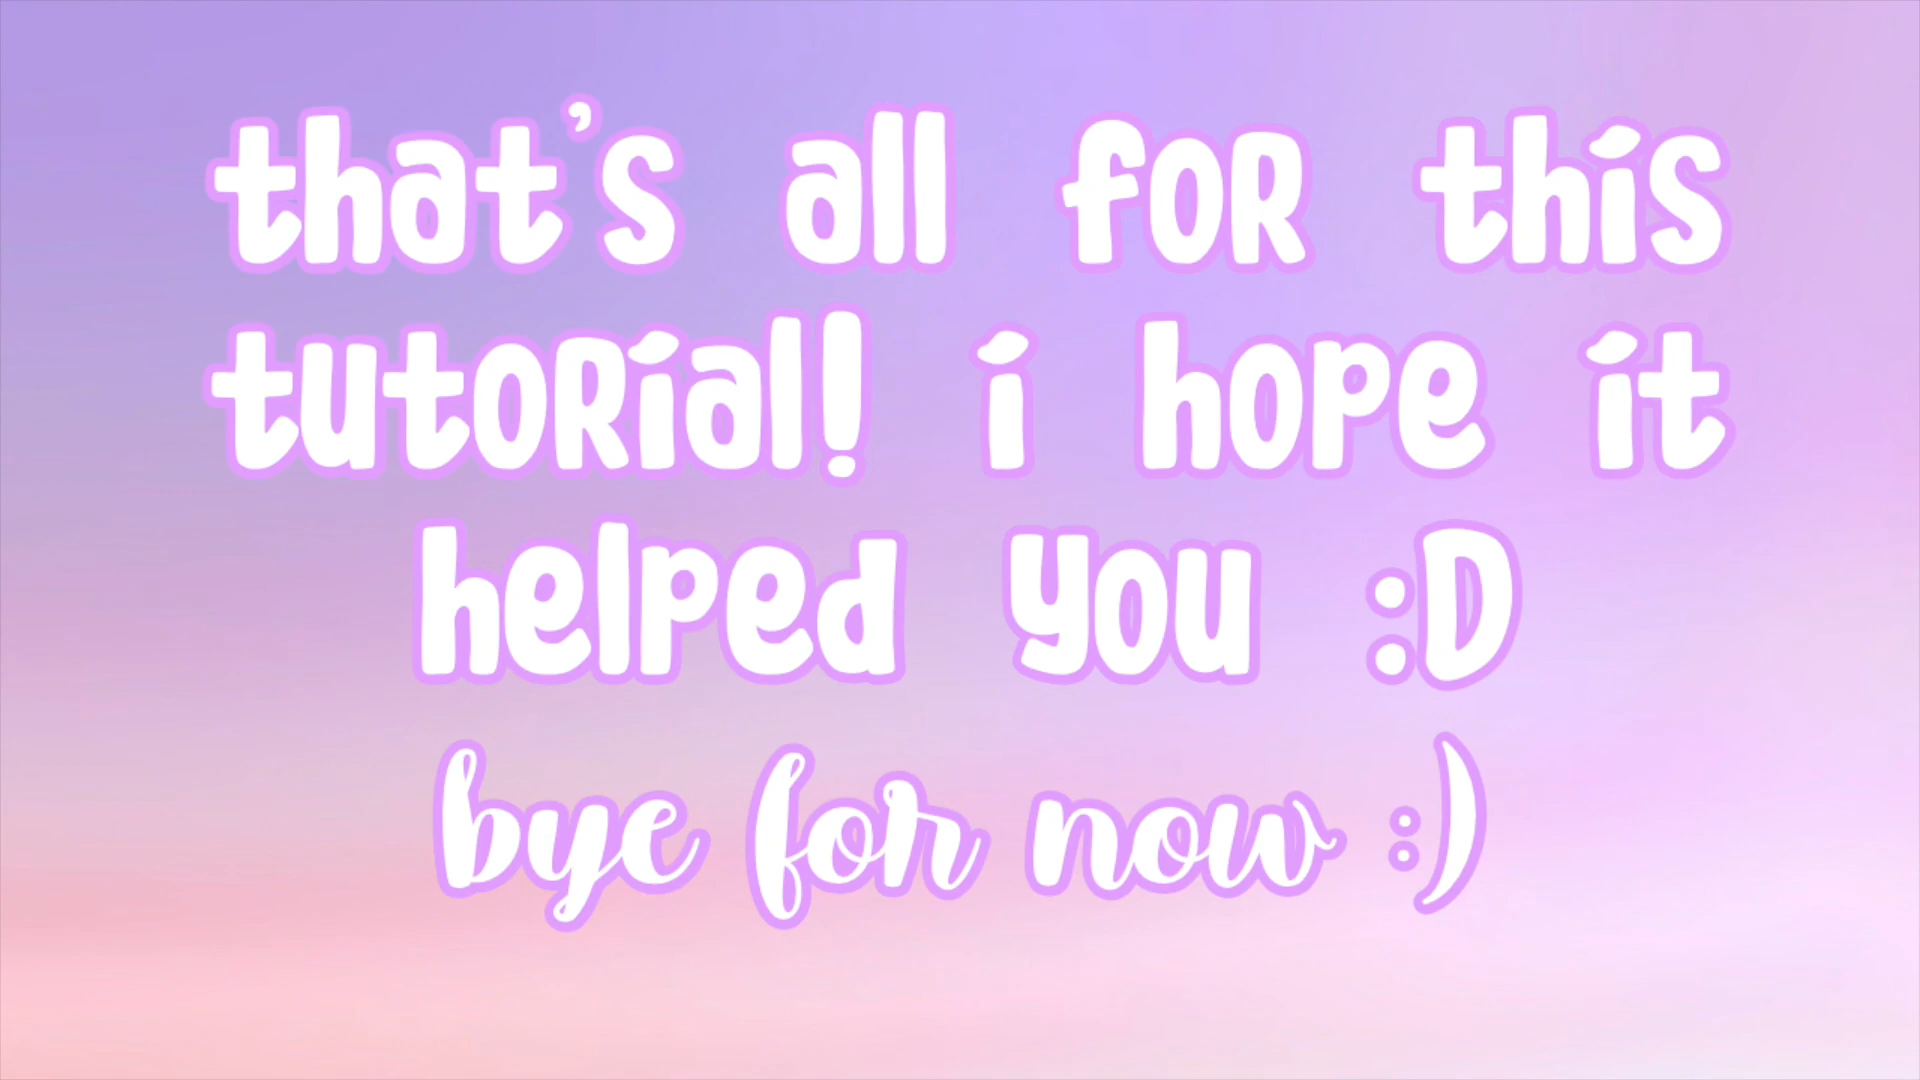 that's all for this
tutorial! i hope it
helped you :D
bye for now :)